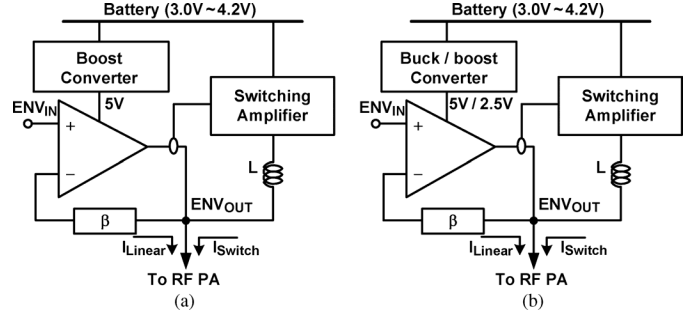 Battery (3.0V~4.2V)
Boost
Converter
5V
ENVIN
+
−
Switching
Amplifier
L
ENVOUT
β
ILinear
ISwitch
To RF PA
(a)
Battery (3.0V~4.2V)
Buck / boost
Converter
5V / 2.5V
ENVIN
+
−
Switching
Amplifier
L
ENVOUT
β
ILinear
ISwitch
To RF PA
(b)